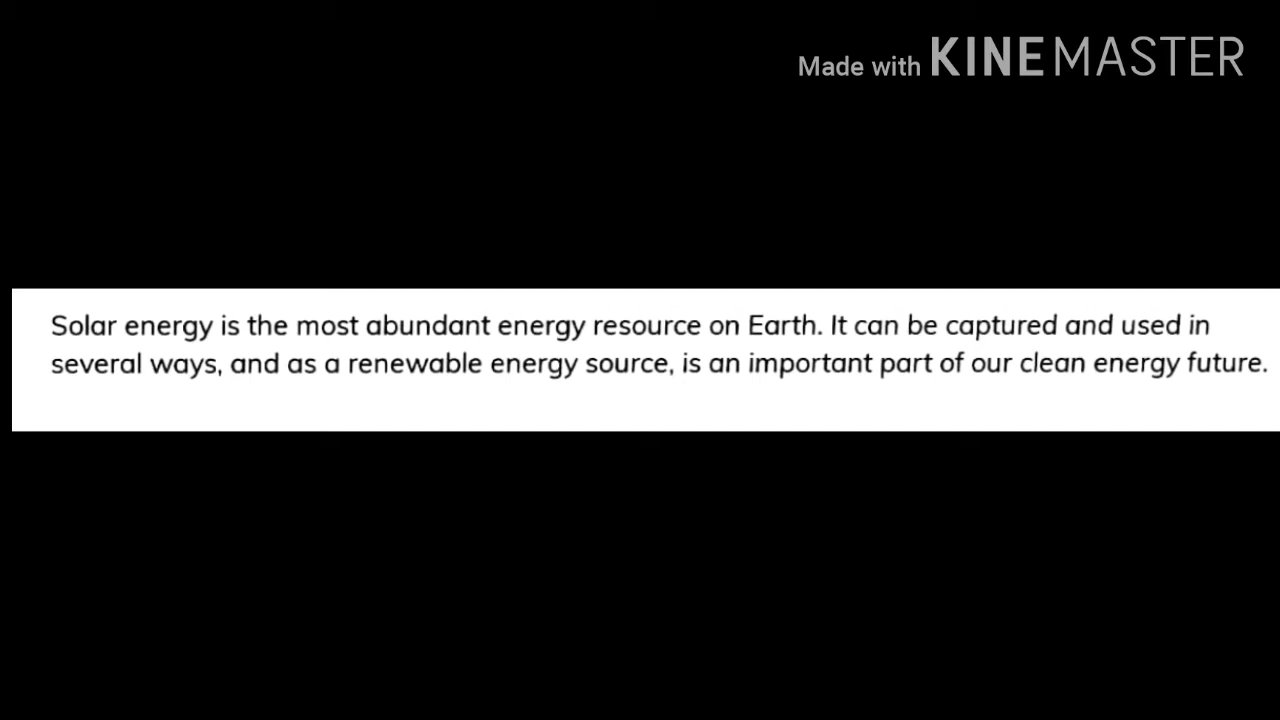 Made with KINEMASTER
Solar energy is the most abundant energy resource on Earth. It can be captured and used in
several ways, and as a renewable energy source, is an important part of our clean energy future.